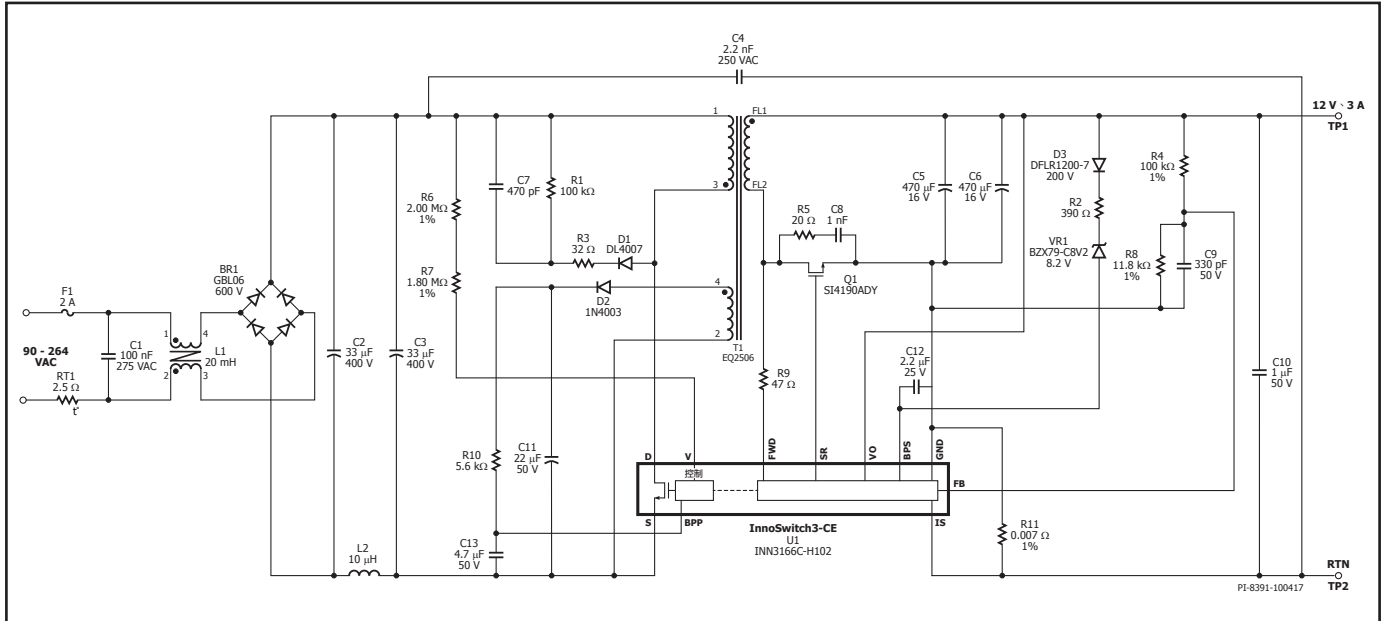 C4
2.2 nF
250 VAC
1
FL1
12 V、3 A
TP1
C7
470 pF
R1
100 kΩ
3
FL2
R6
2.00 MΩ
1%
R3
32 Ω
D1
DL4007
C5
470 μF
16 V
C6
470 μF
16 V
D3
DFLR1200-7
200 V
R4
100 kΩ
1%
R2
390 Ω
R5
20 Ω
C8
1 nF
VR1
BZX79-C8V2
8.2 V
R8
11.8 kΩ
1%
C9
330 pF
50 V
Q1
SI4190ADY
BR1
GBL06
600 V
R7
1.80 MΩ
1%
4
D2
1N4003
2
T1
EQ2506
F1
2 A
90 - 264
VAC
C1
100 nF
275 VAC
1
4
L1
20 mH
2
3
RT1
2.5 Ω
t°
C2
33 μF
400 V
C3
33 μF
400 V
R9
47 Ω
C12
2.2 μF
25 V
C10
1 μF
50 V
R10
5.6 kΩ
C11
22 μF
50 V
D
V
FWD
SR
VO
BPS
GND
控制
FB
S
BPP
IS
InnoSwitch3-CE
U1
INN3166C-H102
R11
0.007 Ω
1%
C13
4.7 μF
50 V
L2
10 μH
RTN
TP2
PI-8391-100417